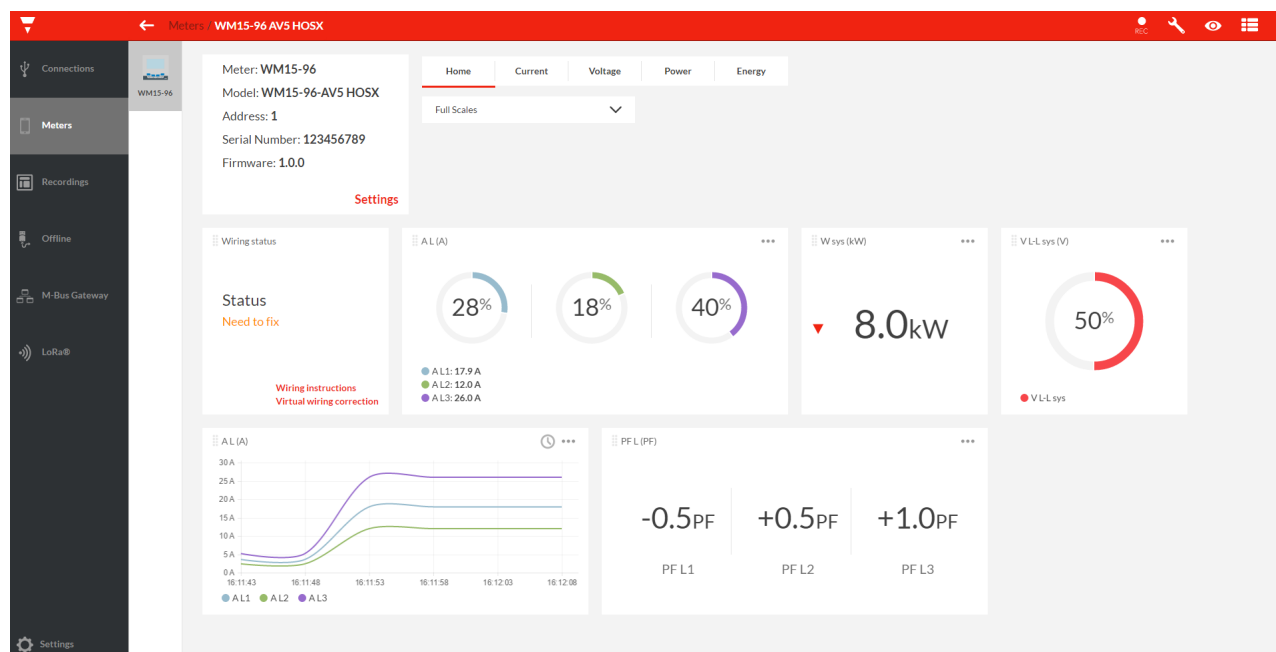 Meters / WM15-96 AV5 HOSX
REC
Connections
Meters
Recordings
Offline
M-Bus Gateway
LoRa®
Settings
WM15-96
Meter: WM15-96
Model: WM15-96-AV5 HOSX
Address: 1
Serial Number: 123456789
Firmware: 1.0.0
Settings
Home Current Voltage Power Energy
Full Scales
Wiring status
Status
Need to fix
Wiring instructions
Virtual wiring correction
A L (A)
28% 18% 40%
A L1: 17.9 A
A L2: 12.0 A
A L3: 26.0 A
W sys (kW)
8.0kW
V L-L sys (V)
50%
V L-L sys
A L (A)
30 A
25 A
20 A
15 A
10 A
5 A
0 A
16:11:43 16:11:48 16:11:53 16:11:58 16:12:03 16:12:08
A L1 A L2 A L3
PF L (PF)
-0.5PF +0.5PF +1.0PF
PF L1 PF L2 PF L3